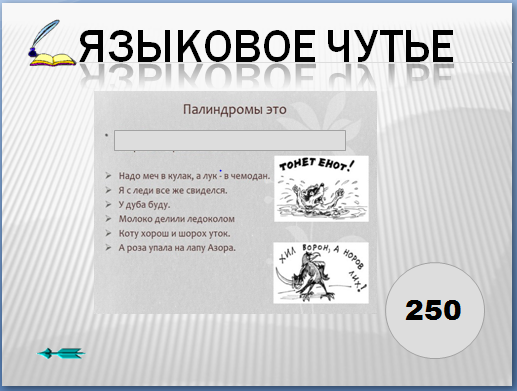 ЯЗЫКОВОЕ ЧУТЬЕ
Палиндромы это
Надо меч в кулак, а лук - в чемодан.
Я с леди все же свиделся.
У дуба буду.
Молоко делили ледоколом
Коту хорош и шорох уток.
А роза упала на лапу Азора.
ТОНЕТ ЕНОТ!
ХИЛ ВОРОН, А НОРОВ ЛИХ!
250